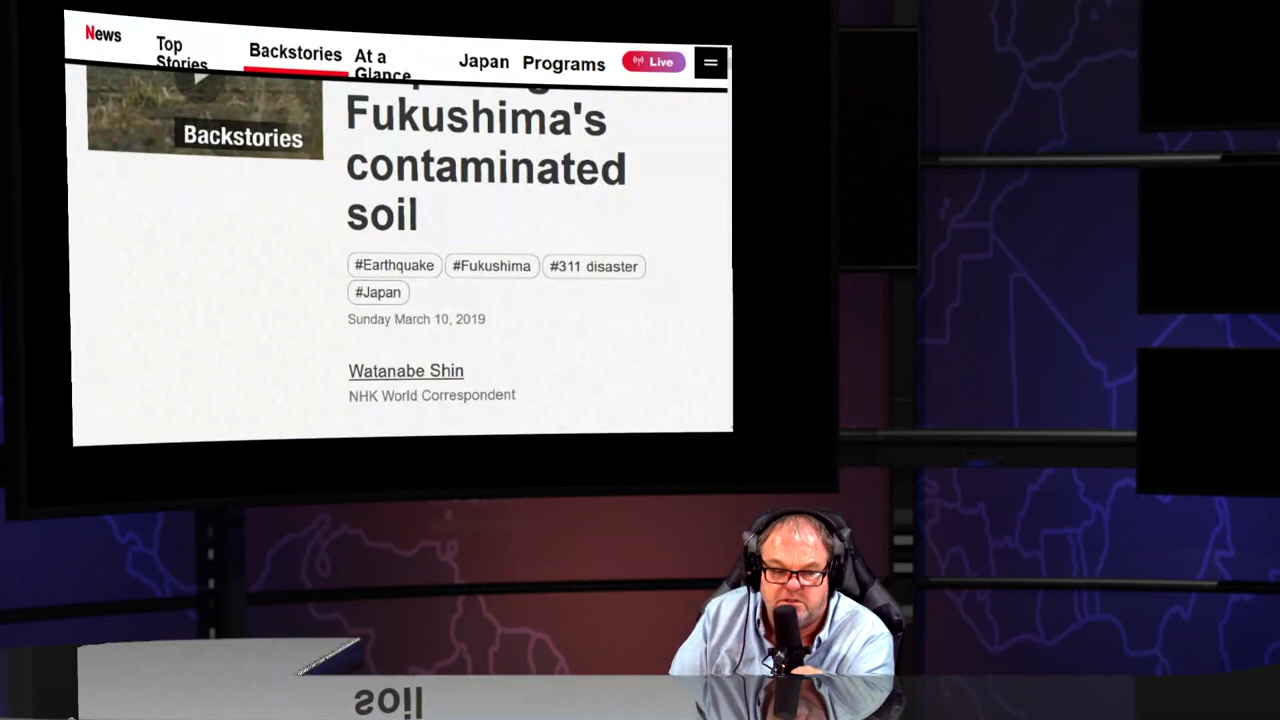 News
Top Stories
Backstories
At a Glance
Japan
Programs
Live
Backstories
Fukushima's
contaminated
soil
#Earthquake #Fukushima #311 disaster
#Japan
Sunday March 10, 2019
Watanabe Shin
NHK World Correspondent
soil